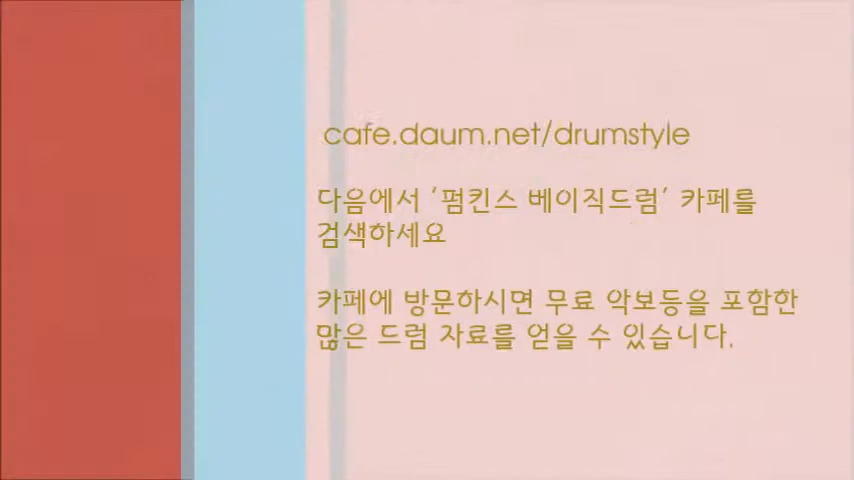 cafe.daum.net/drumstyle
다음에서 '펌킨스 베이직드럼' 카페를
검색하세요
카페에 방문하시면 무료 악보등을 포함한
많은 드럼 자료를 얻을 수 있습니다.